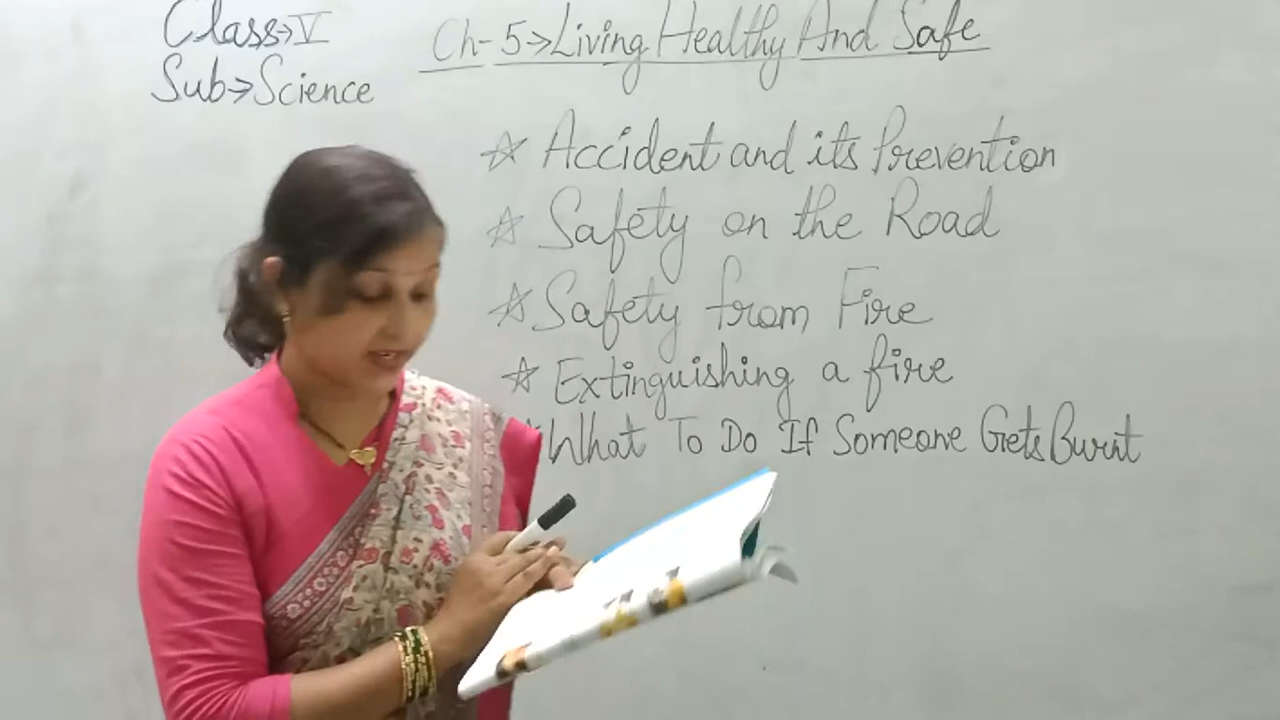 Class→V
Sub→Science
Ch-5→Living Healthy And Safe
☆ Accident and its Prevention
☆ Safety on the Road
☆ Safety from Fire
☆ Extinguishing a fire
What To Do If Someone Gets Burnt